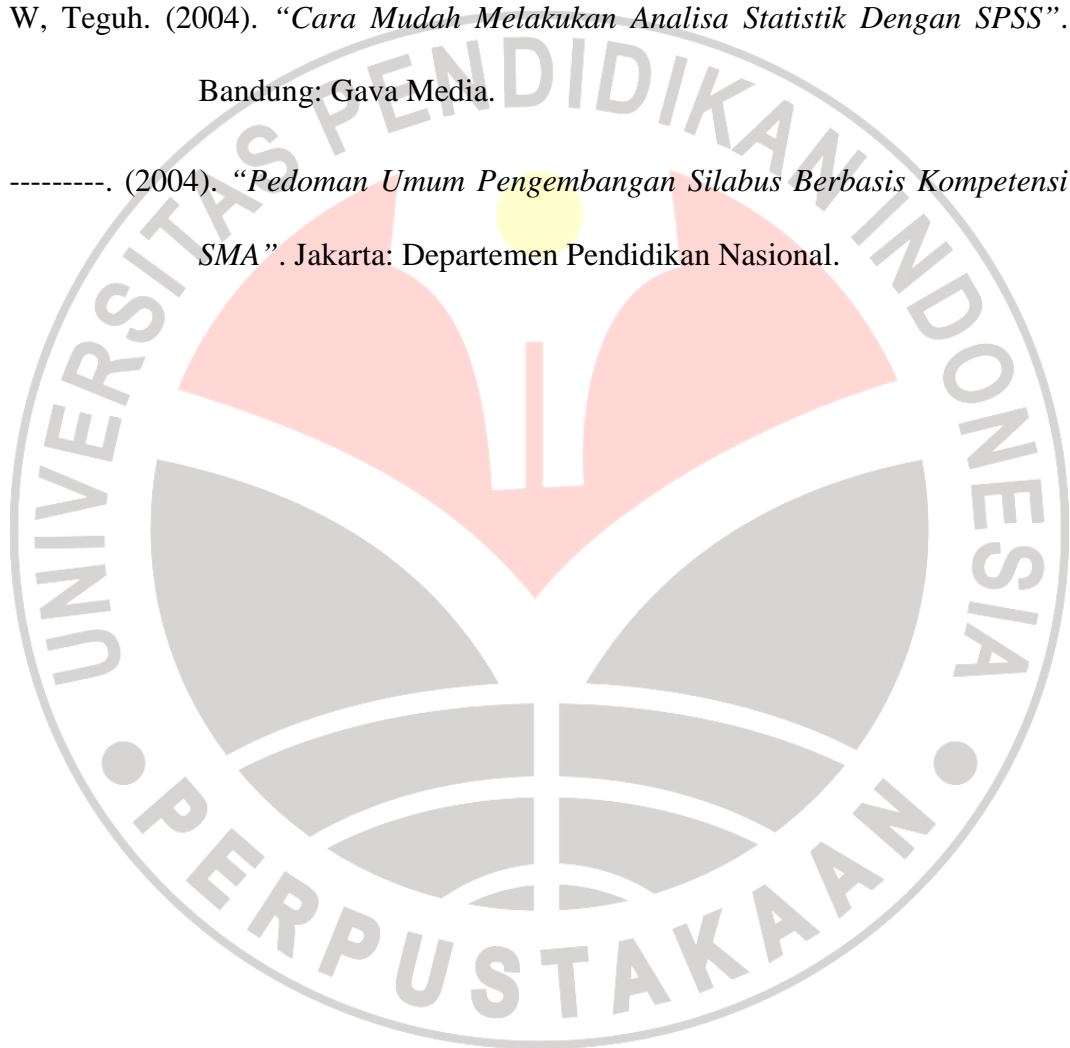 W, Teguh. (2004). “Cara Mudah Melakukan Analisa Statistik Dengan SPSS”.
Bandung: Gava Media.
---------. (2004). “Pedoman Umum Pengembangan Silabus Berbasis Kompetensi
SMA”. Jakarta: Departemen Pendidikan Nasional.
UNIVERSITAS PENDIDIKAN INDONESIA
PERPUSTAKAAN